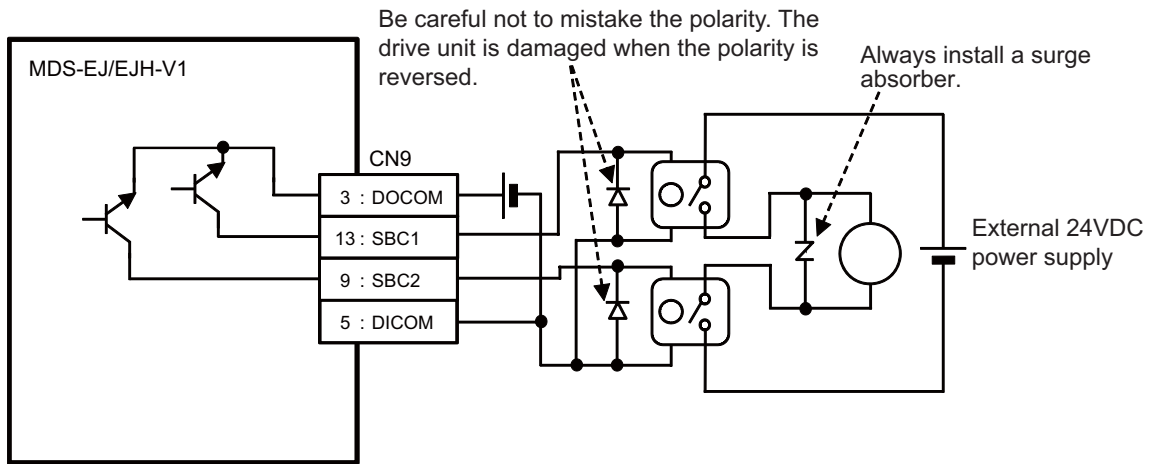 Be careful not to mistake the polarity. The
drive unit is damaged when the polarity is
reversed.
Always install a surge
absorber.
MDS-EJ/EJH-V1
CN9
3 : DOCOM
13 : SBC1
9 : SBC2
5 : DICOM
External 24VDC
power supply